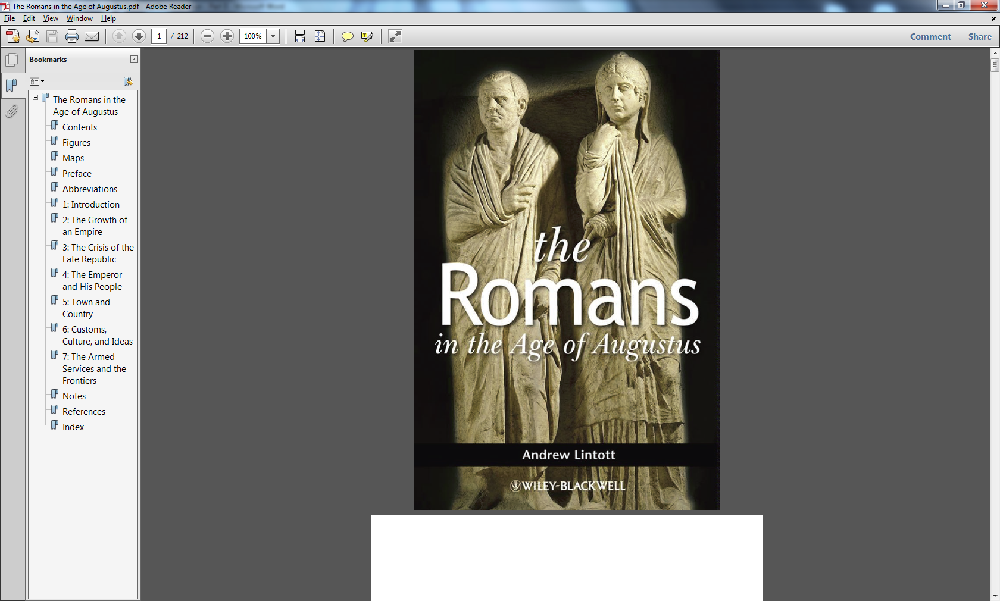 The Romans in the Age of Augustus.pdf - Adobe Reader
File Edit View Window Help
1 / 212 100% Comment Share
Bookmarks
The Romans in the
Age of Augustus
Contents
Figures
Maps
Preface
Abbreviations
1: Introduction
2: The Growth of
an Empire
3: The Crisis of the
Late Republic
4: The Emperor
and His People
5: Town and
Country
6: Customs,
Culture, and Ideas
7: The Armed
Services and the
Frontiers
Notes
References
Index
the
Romans
in the Age of Augustus
Andrew Lintott
WILEY-BLACKWELL